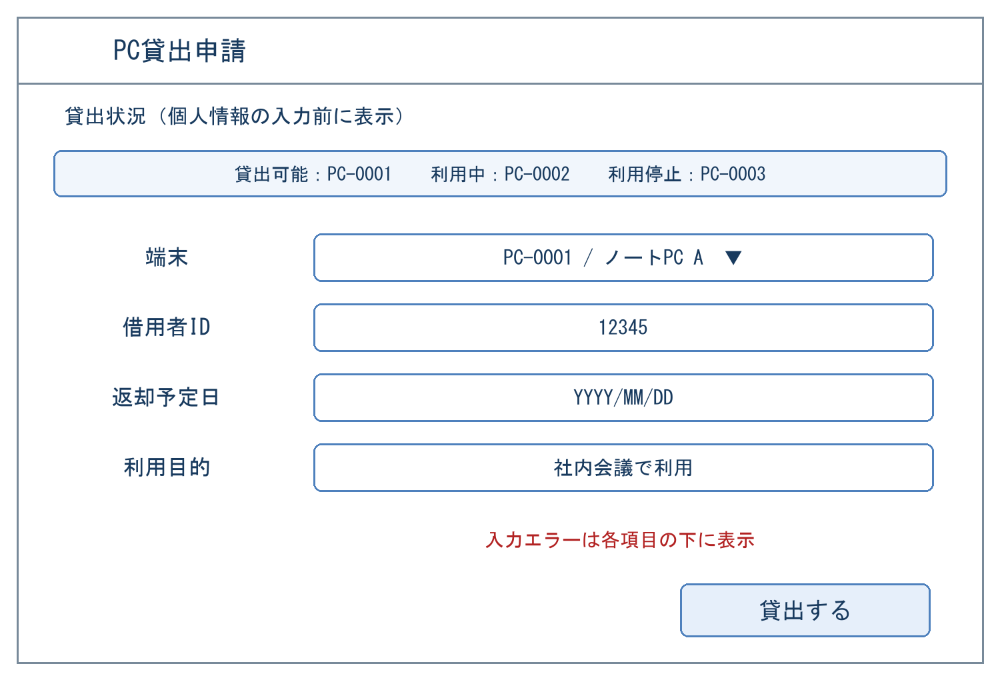 PC貸出申請
貸出状況（個人情報の入力前に表示）
貸出可能：PC-0001　利用中：PC-0002　利用停止：PC-0003
端末　PC-0001 / ノートPC A ▼
借用者ID　12345
返却予定日　YYYY/MM/DD
利用目的　社内会議で利用
入力エラーは各項目の下に表示
貸出する